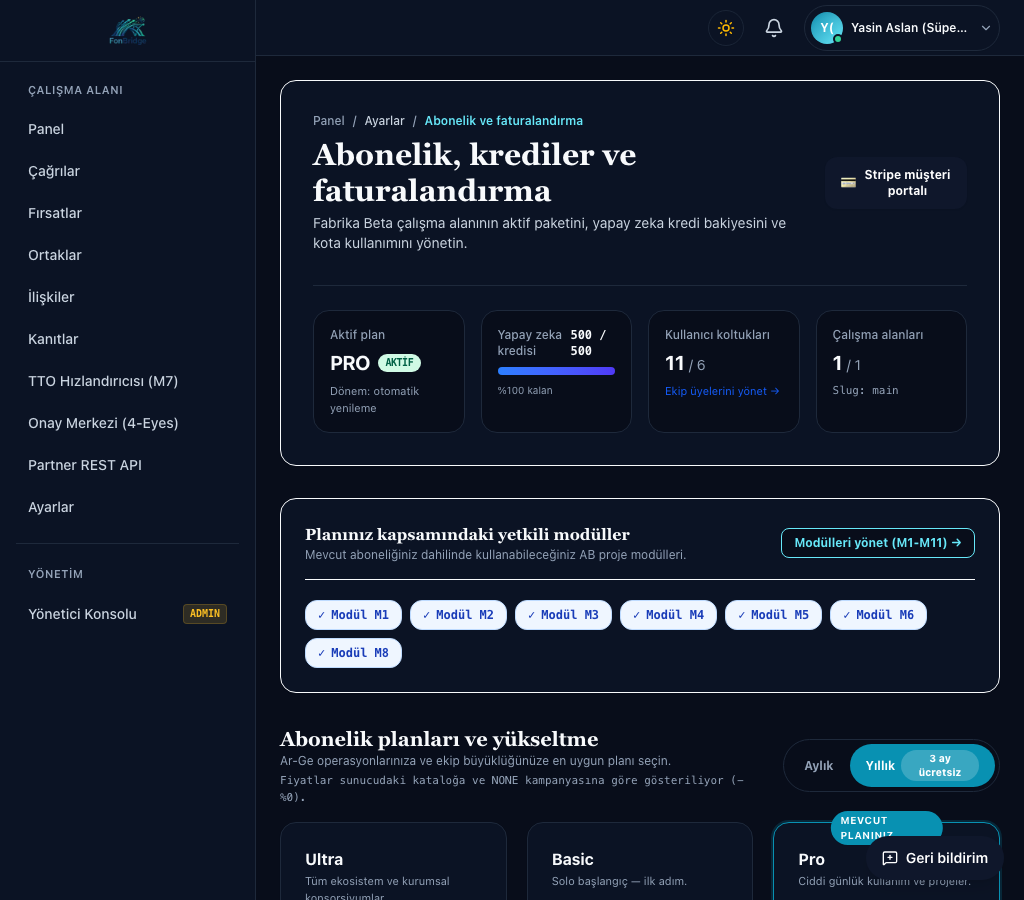 FonBridge
Y(
Yasin Aslan (Süpe...
ÇALIŞMA ALANI
Panel
Çağrılar
Fırsatlar
Ortaklar
İlişkiler
Kanıtlar
TTO Hızlandırıcısı (M7)
Onay Merkezi (4-Eyes)
Partner REST API
Ayarlar
YÖNETİM
Yönetici Konsolu
ADMIN
Panel / Ayarlar / Abonelik ve faturalandırma
Abonelik, krediler ve
faturalandırma
Fabrika Beta çalışma alanının aktif paketini, yapay zeka kredi bakiyesini ve
kota kullanımını yönetin.
Stripe müşteri
portalı
Aktif plan
PRO AKTİF
Dönem: otomatik
yenileme
Yapay zeka 500 /
kredisi 500
%100 kalan
Kullanıcı koltukları
11 / 6
Ekip üyelerini yönet →
Çalışma alanları
1 / 1
Slug: main
Planınız kapsamındaki yetkili modüller
Mevcut aboneliğiniz dahilinde kullanabileceğiniz AB proje modülleri.
Modülleri yönet (M1-M11) →
✓ Modül M1
✓ Modül M2
✓ Modül M3
✓ Modül M4
✓ Modül M5
✓ Modül M6
✓ Modül M8
Abonelik planları ve yükseltme
Ar-Ge operasyonlarınıza ve ekip büyüklüğünüze en uygun planı seçin.
Fiyatlar sunucudaki kataloğa ve NONE kampanyasına göre gösteriliyor (−
%0).
Aylık
Yıllık
3 ay
ücretsiz
MEVCUT
PLANINIZ
Ultra
Tüm ekosistem ve kurumsal
konsorsiyumlar
Basic
Solo başlangıç — ilk adım.
Pro
Ciddi günlük kullanım ve projeler.
Geri bildirim